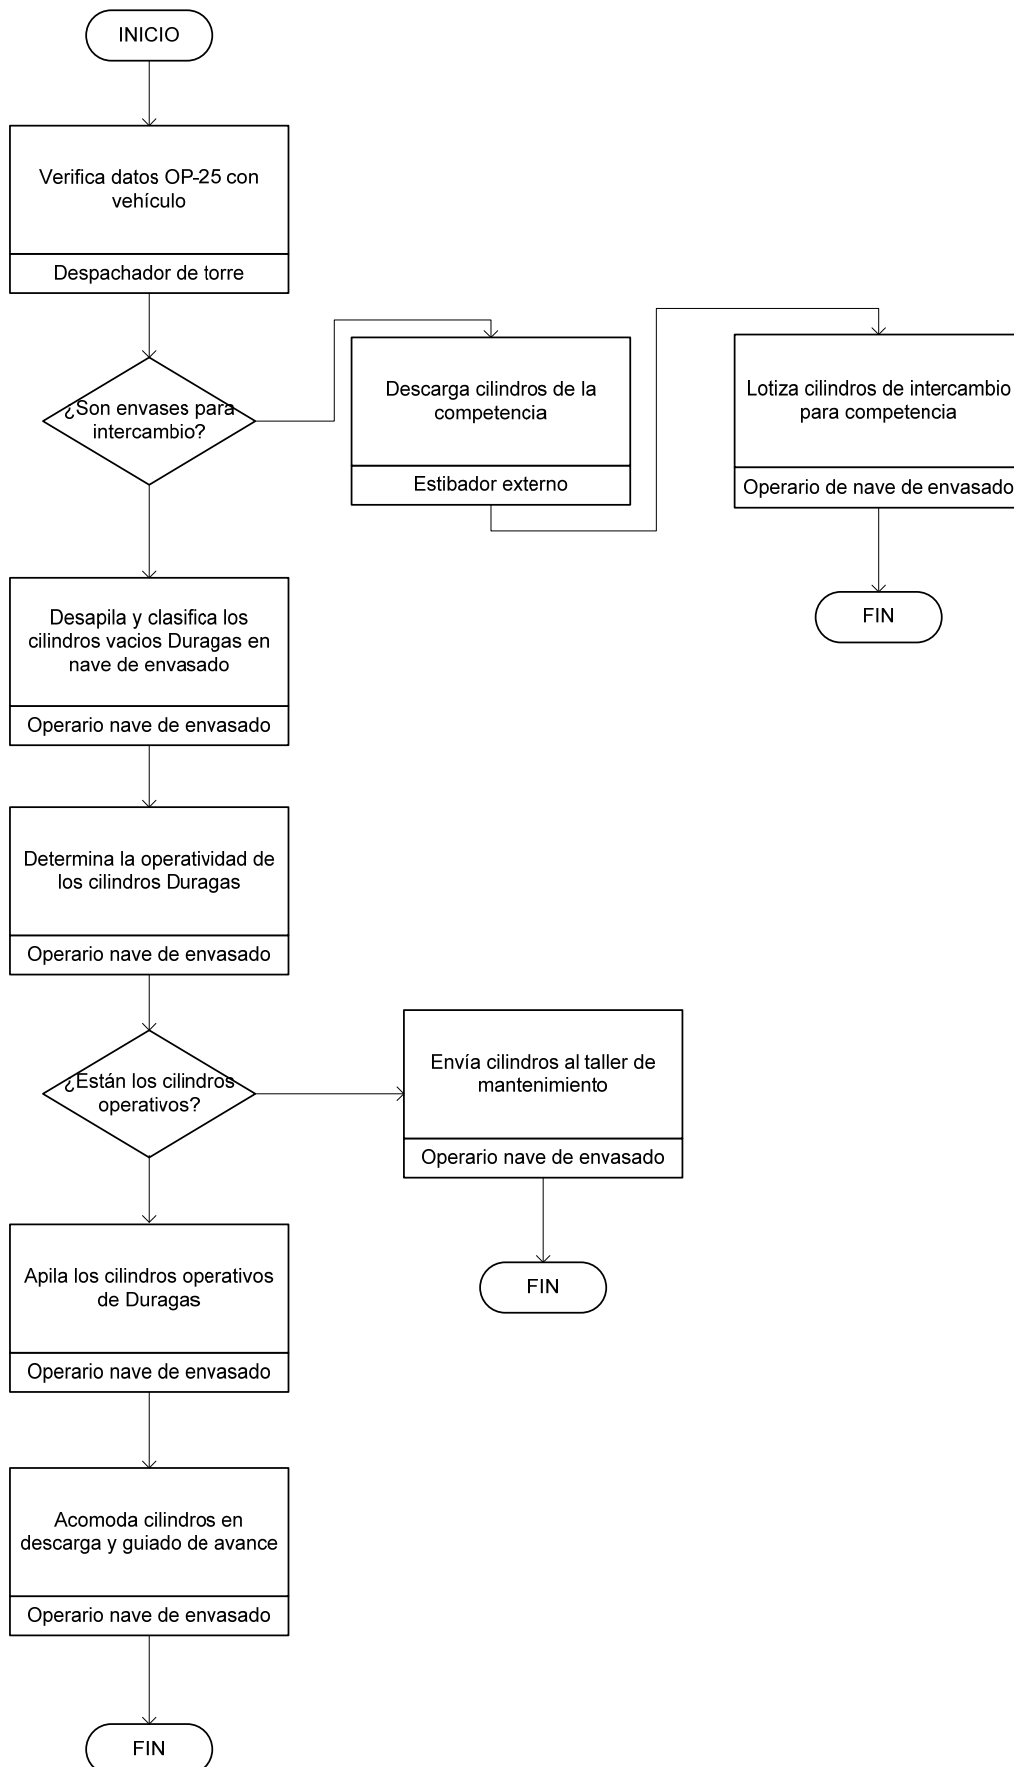 INICIO
Verifica datos OP-25 con
vehículo
Despachador de torre
¿Son envases para
intercambio?
Descarga cilindros de la
competencia
Estibador externo
Lotiza cilindros de intercambio
para competencia
Operario de nave de envasado
FIN
Desapila y clasifica los
cilindros vacios Duragas en
nave de envasado
Operario nave de envasado
Determina la operatividad de
los cilindros Duragas
Operario nave de envasado
¿Están los cilindros
operativos?
Envía cilindros al taller de
mantenimiento
Operario nave de envasado
FIN
Apila los cilindros operativos
de Duragas
Operario nave de envasado
Acomoda cilindros en
descarga y guiado de avance
Operario nave de envasado
FIN